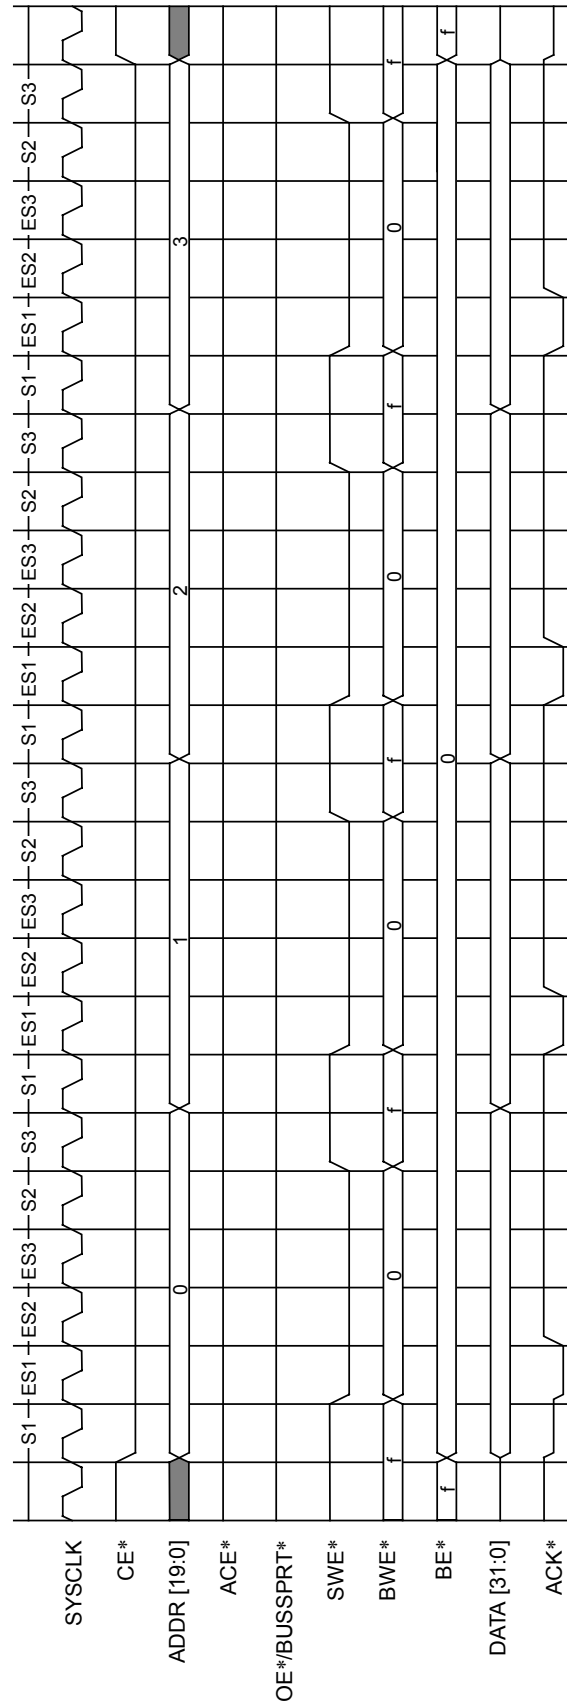 S1 ES1 ES2 ES3 S2 S3 S1 ES1 ES2 ES3 S2 S3 S1 ES1 ES2 ES3 S2 S3 S1 ES1 ES2 ES3 S2 S3
SYSCLK
CE*
ADDR [19:0] 0 1 2 3
ACE*
OE*/BUSSPRT*
SWE*
BWE* f 0 f 0 f 0 f 0 f
BE* f 0 f
DATA [31:0]
ACK*